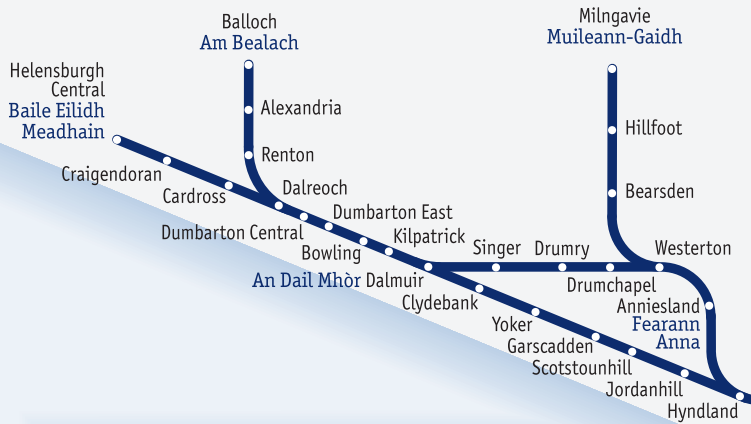 Balloch
Am Bealach
Milngavie
Muileann-Gaidh
Helensburgh
Central
Baile Eilidh
Meadhain
Alexandria
Hillfoot
Renton
Craigendoran
Dalreoch
Bearsden
Cardross
Dumbarton East
Dumbarton Central
Kilpatrick
Bowling
Singer
Drumry
Westerton
An Dail Mhòr Dalmuir
Drumchapel
Clydebank
Anniesland
Fearann
Anna
Yoker
Garscadden
Scotstounhill
Jordanhill
Hyndland